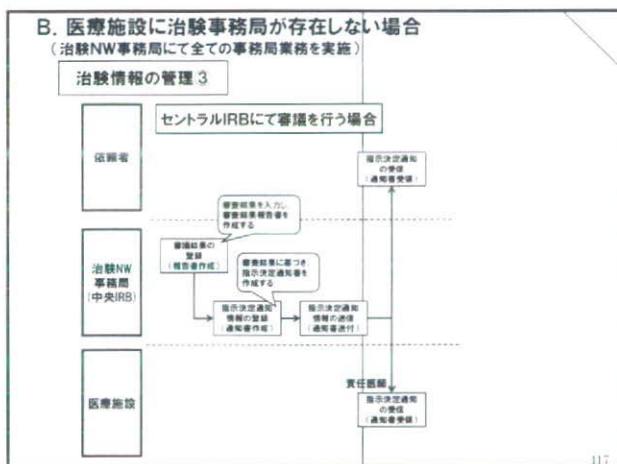 B. 医療施設に治験事務局が存在しない場合
（治験NW事務局にて全ての事務局業務を実施）
治験情報の管理③
セントラルIRBにて審議を行う場合
依頼者
指示決定通知
の受信
（通知書受領）
審査結果を入力し、
審査結果報告書を
作成する
治験NW
事務局
（中央IRB）
審議結果の
登録
（報告書作成）
審査結果に基づき、
指示決定通知書を
作成する
指示決定通知
情報の登録
（通知書作成）
指示決定通知
情報の送信
（通知書送付）
医療施設
責任医師
指示決定通知
の受信
（通知書受領）
117